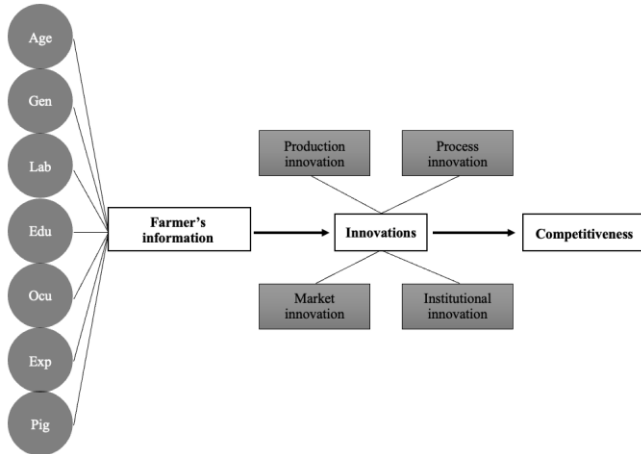 Age
Gen
Lab
Edu
Ocu
Exp
Pig
Farmer's
information
Production
innovation
Process
innovation
Innovations
Market
innovation
Institutional
innovation
Competitiveness